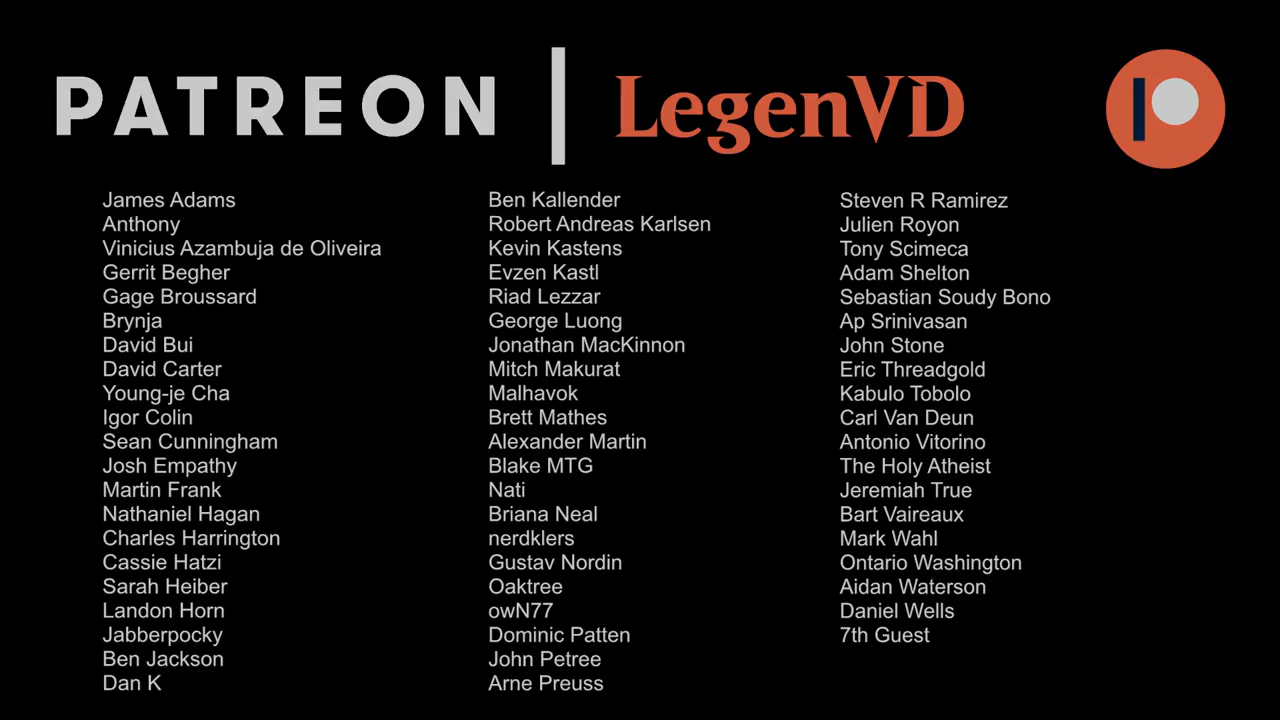 PATREON | LegenVD
James Adams
Anthony
Vinicius Azambuja de Oliveira
Gerrit Begher
Gage Broussard
Brynja
David Bui
David Carter
Young-je Cha
Igor Colin
Sean Cunningham
Josh Empathy
Martin Frank
Nathaniel Hagan
Charles Harrington
Cassie Hatzi
Sarah Heiber
Landon Horn
Jabberpocky
Ben Jackson
Dan K
Ben Kallender
Robert Andreas Karlsen
Kevin Kastens
Evzen Kastl
Riad Lezzar
George Luong
Jonathan MacKinnon
Mitch Makurat
Malhavok
Brett Mathes
Alexander Martin
Blake MTG
Nati
Briana Neal
nerdklers
Gustav Nordin
Oaktree
owN77
Dominic Patten
John Petree
Arne Preuss
Steven R Ramirez
Julien Royon
Tony Scimeca
Adam Shelton
Sebastian Soudy Bono
Ap Srinivasan
John Stone
Eric Threadgold
Kabulo Tobolo
Carl Van Deun
Antonio Vitorino
The Holy Atheist
Jeremiah True
Bart Vaireaux
Mark Wahl
Ontario Washington
Aidan Waterson
Daniel Wells
7th Guest